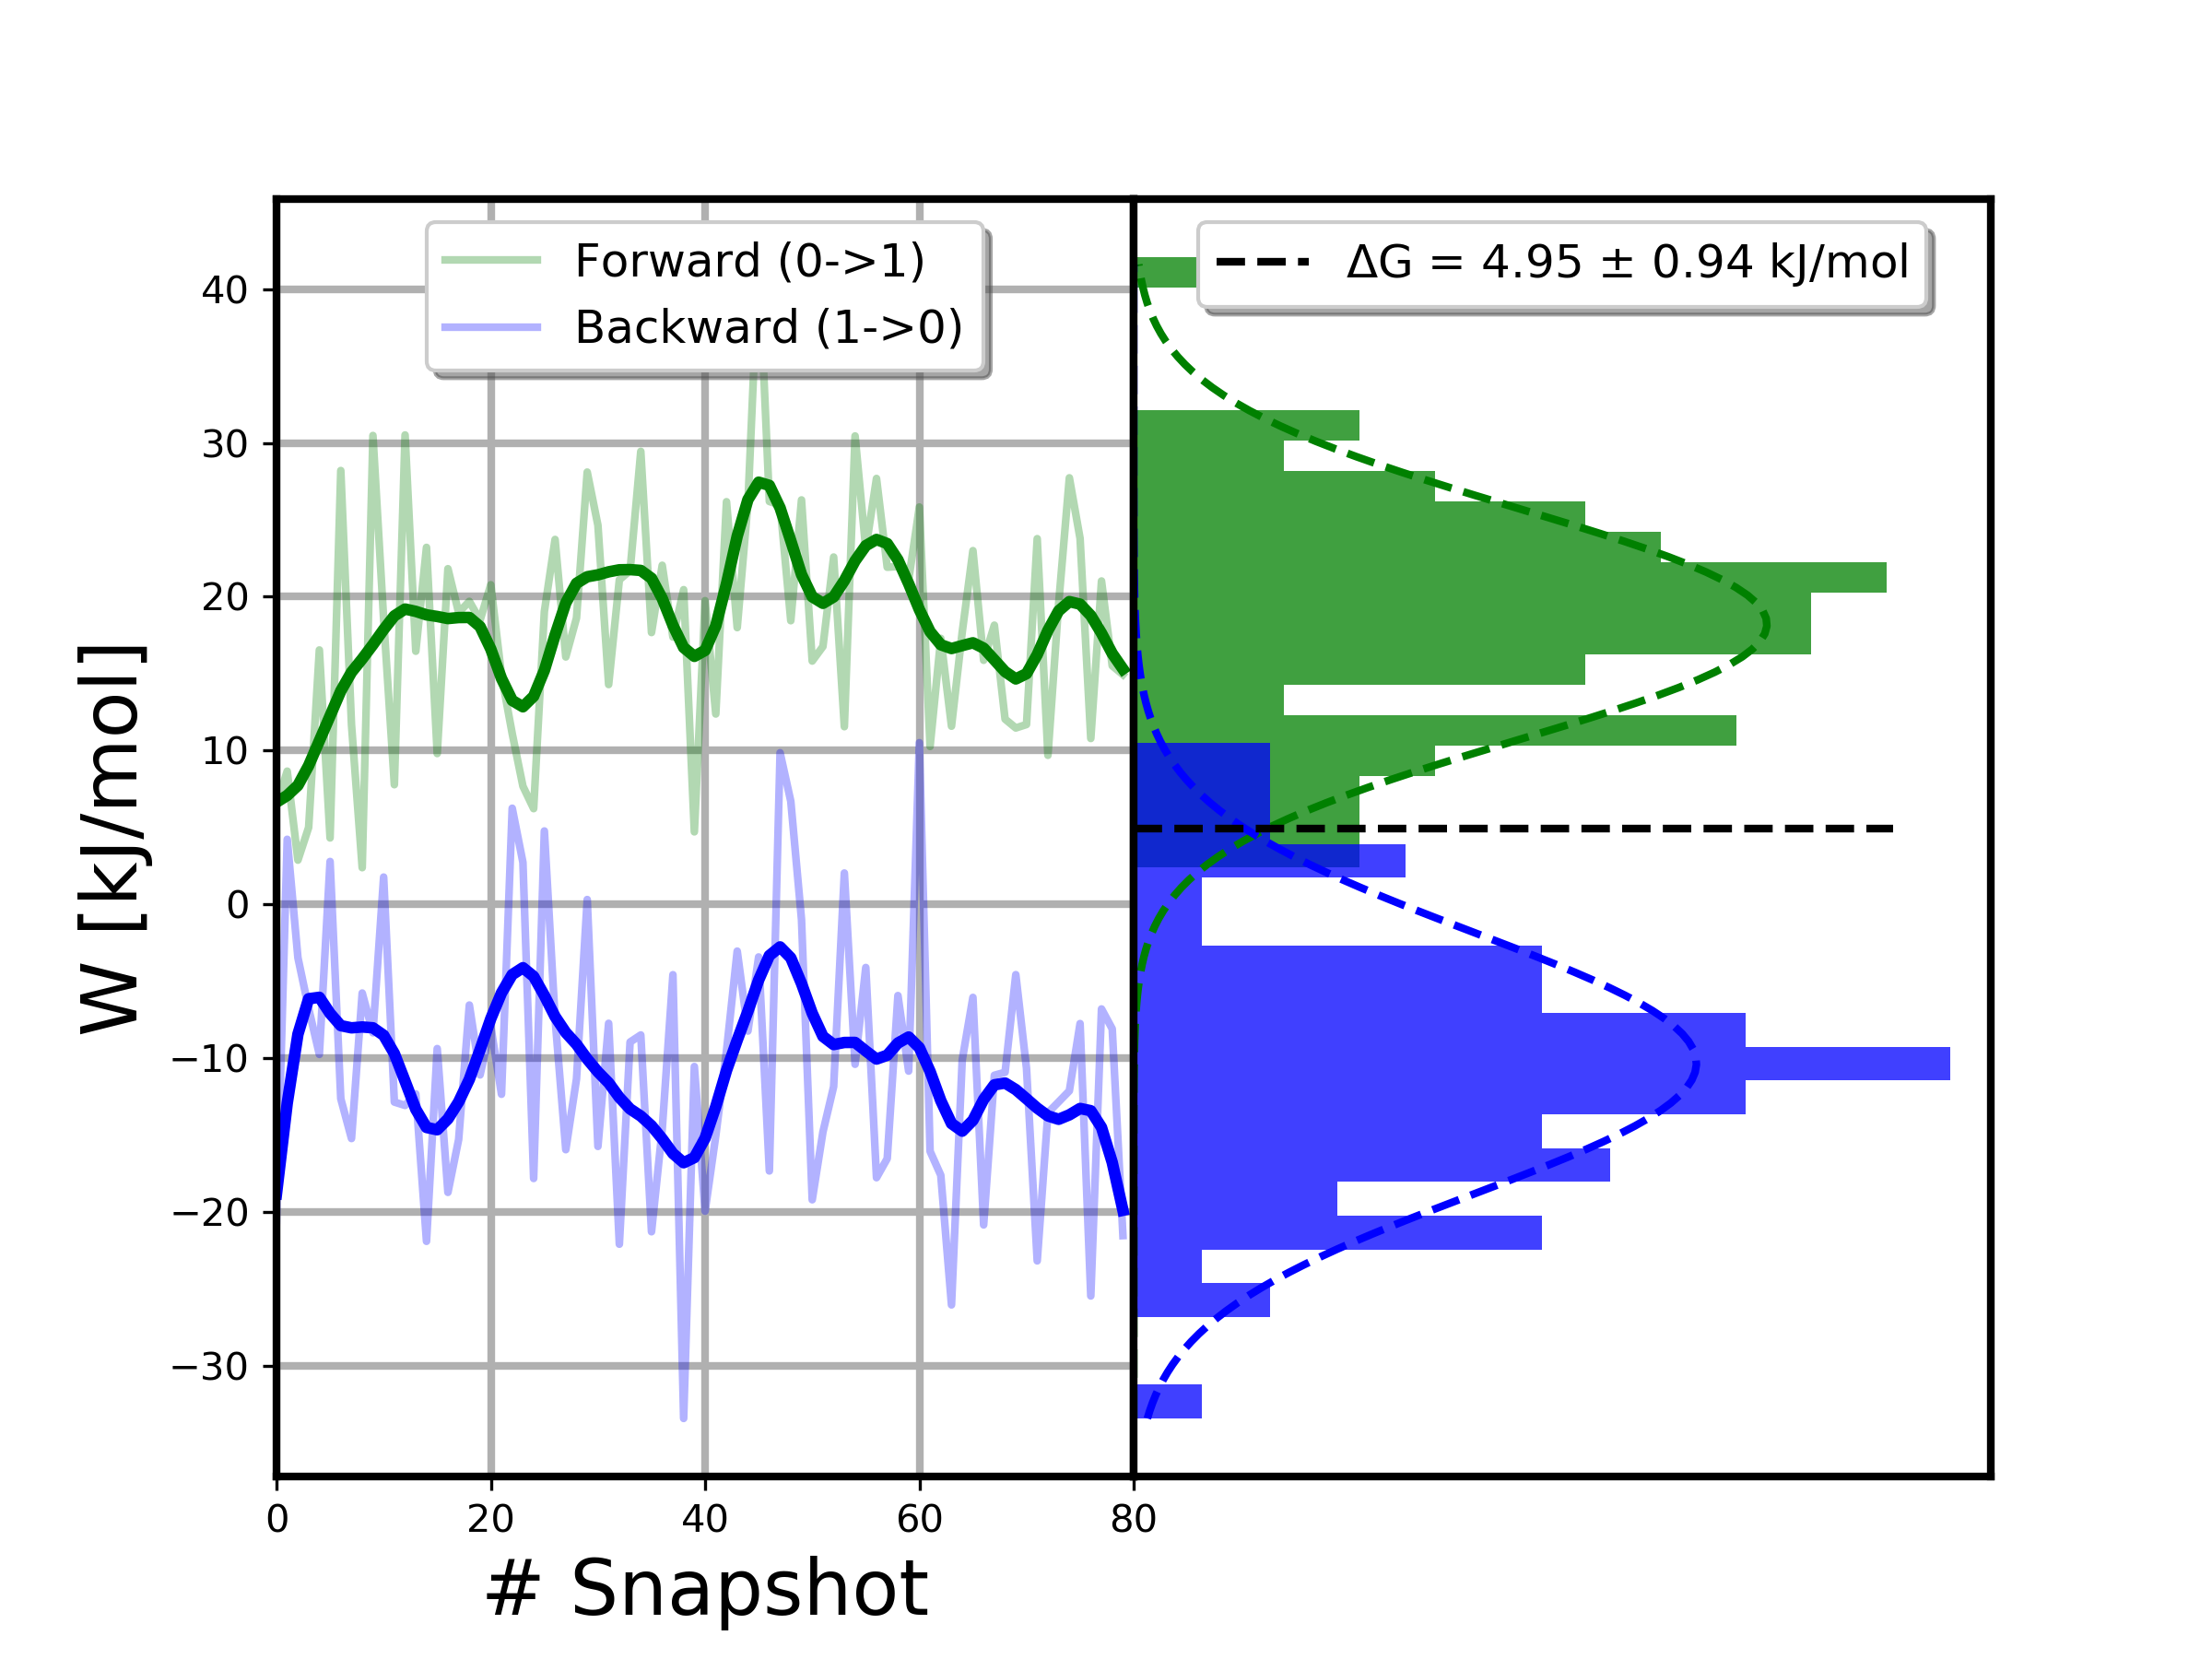 Forward (0->1)
Backward (1->0)
ΔG = 4.95 ± 0.94 kJ/mol
W [kJ/mol]
40
30
20
10
0
−10
−20
−30
0 20 40 60 80
# Snapshot